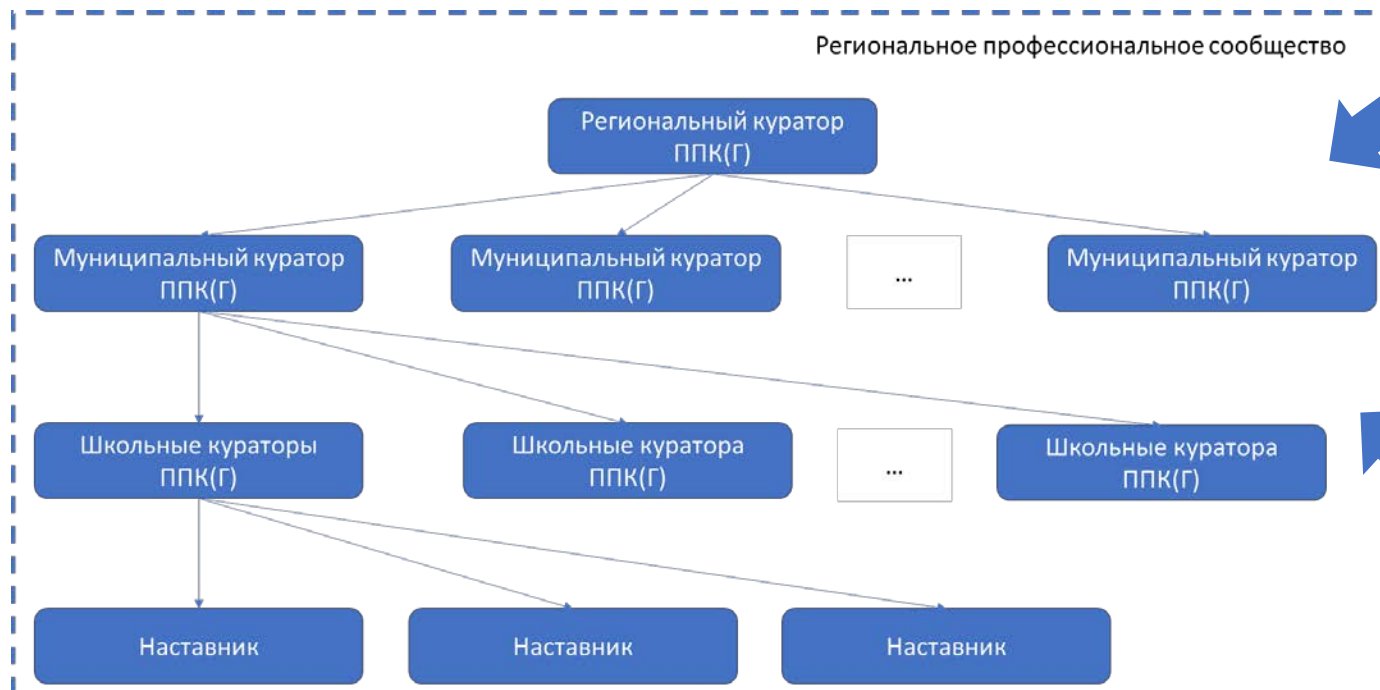 Региональное профессиональное сообщество
Региональный куратор
ППК(Г)
Муниципальный куратор
ППК(Г)
Муниципальный куратор
ППК(Г)
...
Муниципальный куратор
ППК(Г)
Школьные кураторы
ППК(Г)
Школьные куратора
ППК(Г)
...
Школьные куратора
ППК(Г)
Наставник
Наставник
Наставник